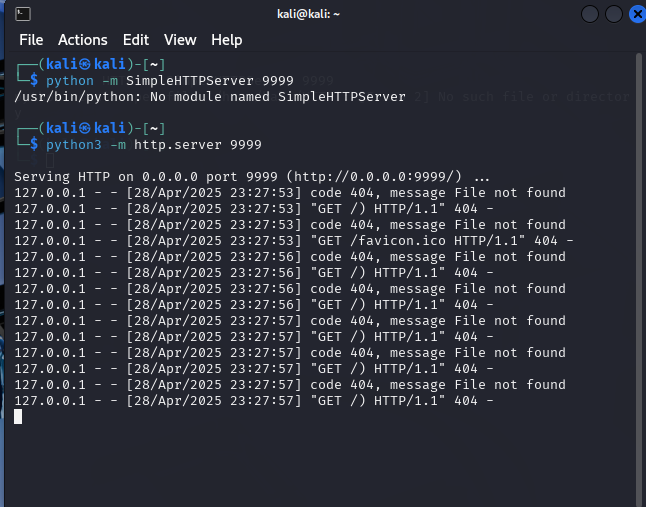 kali@kali: ~
File Actions Edit View Help
┌──(kali㉿kali)-[~]
└─$ python -m SimpleHTTPServer 9999
/usr/bin/python: No module named SimpleHTTPServer
┌──(kali㉿kali)-[~]
└─$ python3 -m http.server 9999
Serving HTTP on 0.0.0.0 port 9999 (http://0.0.0.0:9999/) ...
127.0.0.1 - - [28/Apr/2025 23:27:53] code 404, message File not found
127.0.0.1 - - [28/Apr/2025 23:27:53] "GET /) HTTP/1.1" 404 -
127.0.0.1 - - [28/Apr/2025 23:27:53] code 404, message File not found
127.0.0.1 - - [28/Apr/2025 23:27:53] "GET /favicon.ico HTTP/1.1" 404 -
127.0.0.1 - - [28/Apr/2025 23:27:56] code 404, message File not found
127.0.0.1 - - [28/Apr/2025 23:27:56] "GET /) HTTP/1.1" 404 -
127.0.0.1 - - [28/Apr/2025 23:27:56] code 404, message File not found
127.0.0.1 - - [28/Apr/2025 23:27:56] "GET /) HTTP/1.1" 404 -
127.0.0.1 - - [28/Apr/2025 23:27:57] code 404, message File not found
127.0.0.1 - - [28/Apr/2025 23:27:57] "GET /) HTTP/1.1" 404 -
127.0.0.1 - - [28/Apr/2025 23:27:57] code 404, message File not found
127.0.0.1 - - [28/Apr/2025 23:27:57] "GET /) HTTP/1.1" 404 -
127.0.0.1 - - [28/Apr/2025 23:27:57] code 404, message File not found
127.0.0.1 - - [28/Apr/2025 23:27:57] "GET /) HTTP/1.1" 404 -